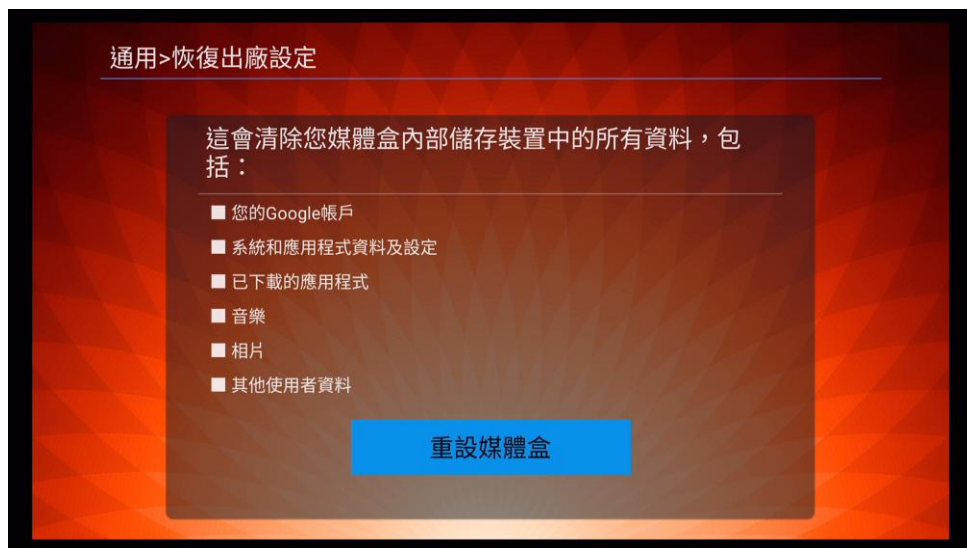 通用>恢復出廠設定
這會清除您媒體盒內部儲存裝置中的所有資料，包
括：
■ 您的Google帳戶
■ 系統和應用程式資料及設定
■ 已下載的應用程式
■ 音樂
■ 相片
■ 其他使用者資料
重設媒體盒